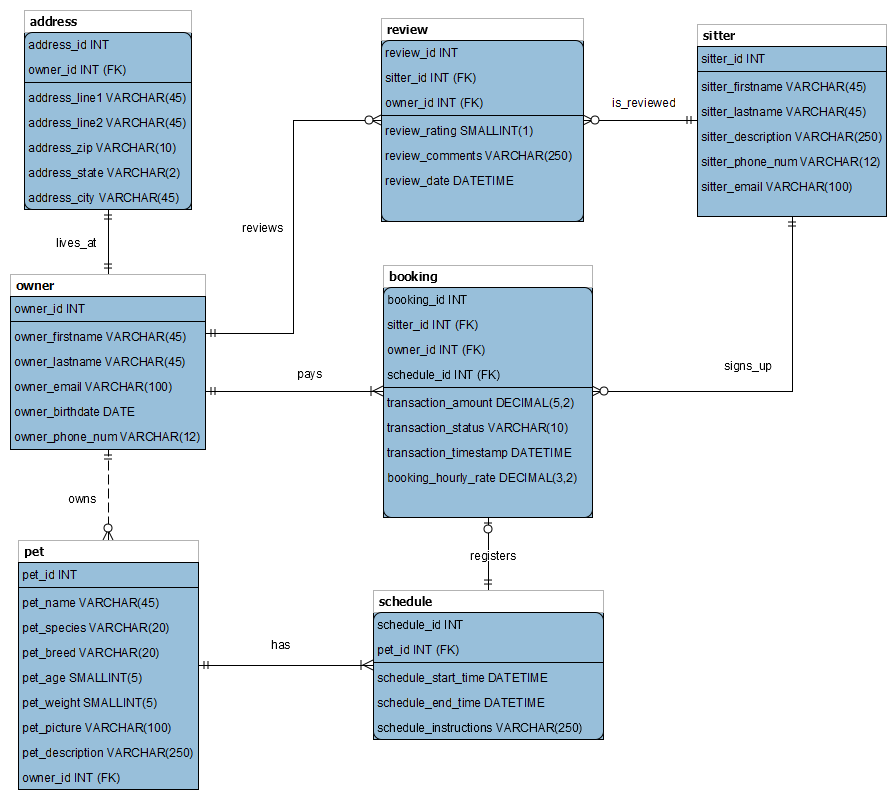 address
address_id INT
owner_id INT (FK)
address_line1 VARCHAR(45)
address_line2 VARCHAR(45)
address_zip VARCHAR(10)
address_state VARCHAR(2)
address_city VARCHAR(45)
review
review_id INT
sitter_id INT (FK)
owner_id INT (FK)
review_rating SMALLINT(1)
review_comments VARCHAR(250)
review_date DATETIME
is_reviewed
sitter
sitter_id INT
sitter_firstname VARCHAR(45)
sitter_lastname VARCHAR(45)
sitter_description VARCHAR(250)
sitter_phone_num VARCHAR(12)
sitter_email VARCHAR(100)
lives_at
reviews
owner
owner_id INT
owner_firstname VARCHAR(45)
owner_lastname VARCHAR(45)
owner_email VARCHAR(100)
owner_birthdate DATE
owner_phone_num VARCHAR(12)
pays
booking
booking_id INT
sitter_id INT (FK)
owner_id INT (FK)
schedule_id INT (FK)
transaction_amount DECIMAL(5,2)
transaction_status VARCHAR(10)
transaction_timestamp DATETIME
booking_hourly_rate DECIMAL(3,2)
signs_up
owns
registers
pet
pet_id INT
pet_name VARCHAR(45)
pet_species VARCHAR(20)
pet_breed VARCHAR(20)
pet_age SMALLINT(5)
pet_weight SMALLINT(5)
pet_picture VARCHAR(100)
pet_description VARCHAR(250)
owner_id INT (FK)
has
schedule
schedule_id INT
pet_id INT (FK)
schedule_start_time DATETIME
schedule_end_time DATETIME
schedule_instructions VARCHAR(250)